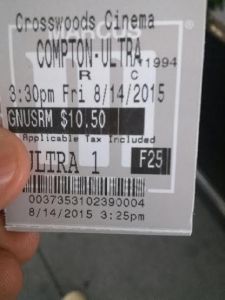 Crosswoods Cinema
MARCUS
COMPTON-ULTRA 1994
R C
3:30pm Fri 8/14/2015
GNUSRM $10.50
Applicable Tax Included
ULTRA 1 F25
0037353102390004
8/14/2015 3:25pm